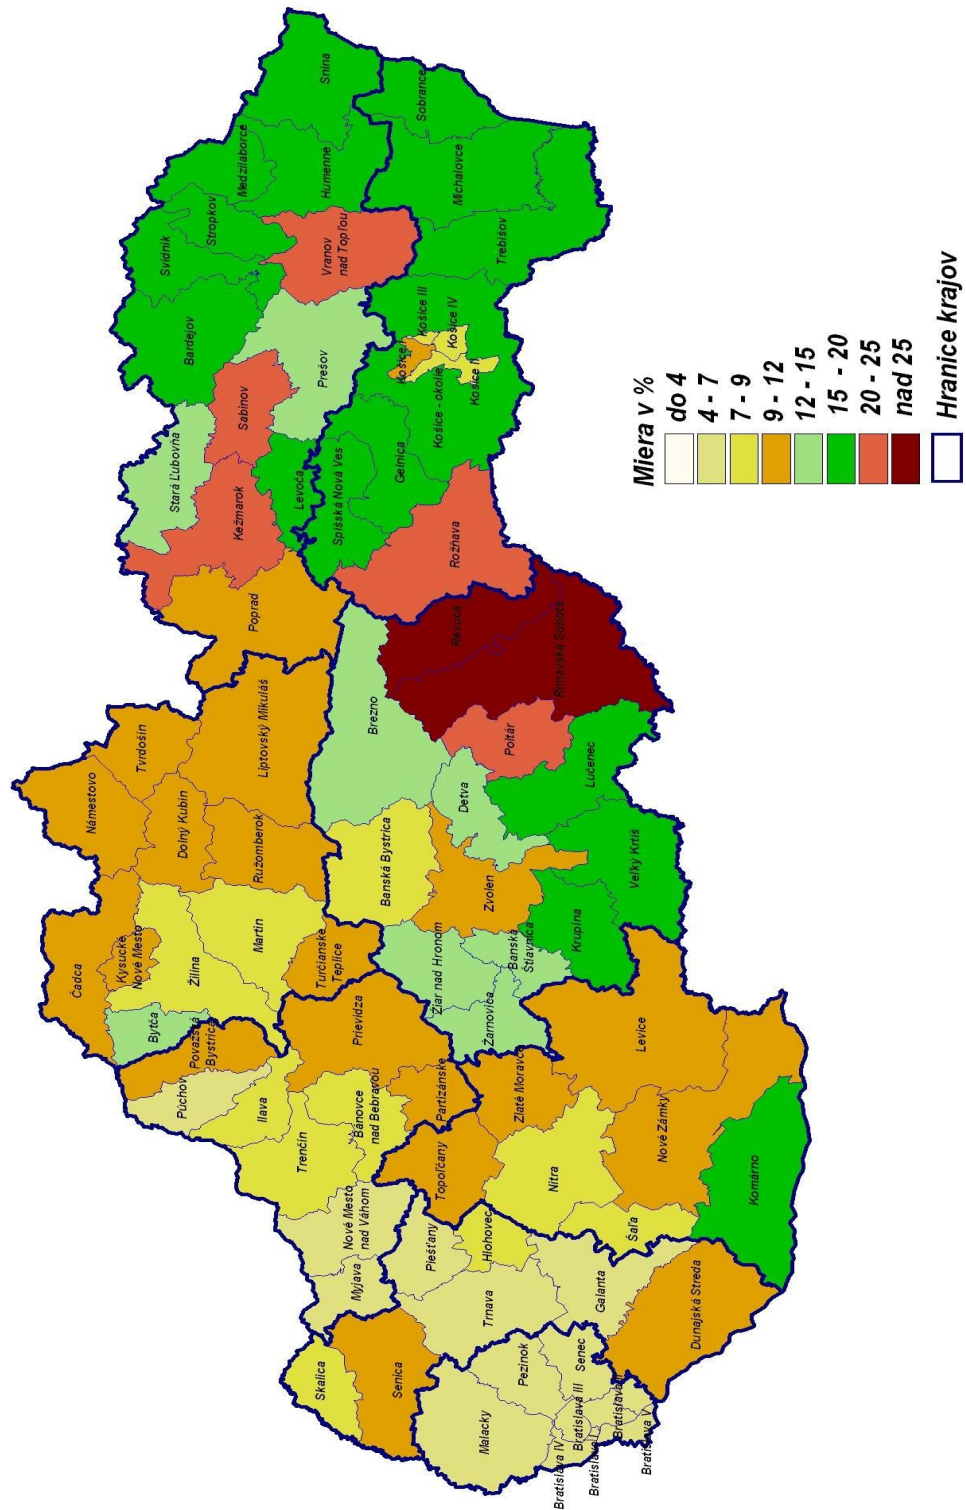 Skalica
Senica
Malacky
Pezinok
Senec
Bratislava IV
Bratislava III
Bratislava I
Bratislava II
Bratislava V
Myjava
Nové Mesto
nad Váhom
Piešťany
Hlohovec
Trnava
Galanta
Dunajská Streda
Púchov
Považská
Bystrica
Ilava
Trenčín
Bánovce
nad Bebravou
Prievidza
Partizánske
Topoľčany
Zlaté Moravce
Nitra
Šaľa
Nové Zámky
Levice
Komárno
Čadca
Kysucké
Nové Mesto
Bytča
Žilina
Martin
Turčianske
Teplice
Námestovo
Tvrdošín
Dolný Kubín
Ružomberok
Liptovský Mikuláš
Žiar nad Hronom
Žarnovica
Banská
Štiavnica
Banská Bystrica
Zvolen
Krupina
Detva
Brezno
Veľký Krtíš
Lučenec
Poltár
Revúca
Rimavská Sobota
Poprad
Kežmarok
Stará Ľubovňa
Levoča
Sabinov
Prešov
Bardejov
Svidník
Stropkov
Medzilaborce
Humenné
Snina
Vranov
nad Topľou
Rožňava
Spišská Nová Ves
Gelnica
Košice - okolie
Košice I
Košice II
Košice III
Košice IV
Trebišov
Michalovce
Sobrance
Miera v %
do 4
4 - 7
7 - 9
9 - 12
12 - 15
15 - 20
20 - 25
nad 25
Hranice krajov